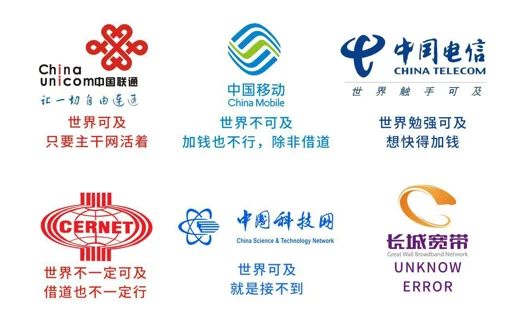 China
unicom中国联通
让一切自由连通
世界可及
只要主干网活着
中国移动
China Mobile
世界不可及
加钱也不行，除非借道
中国电信
CHINA TELECOM
世界触手可及
世界勉强可及
想快得加钱
CERNET
世界不一定可及
借道也不一定行
中国科技网
China Science & Technology Network
世界可及
就是接不到
长城宽带
Great Wall Broadband Network
UNKNOW
ERROR